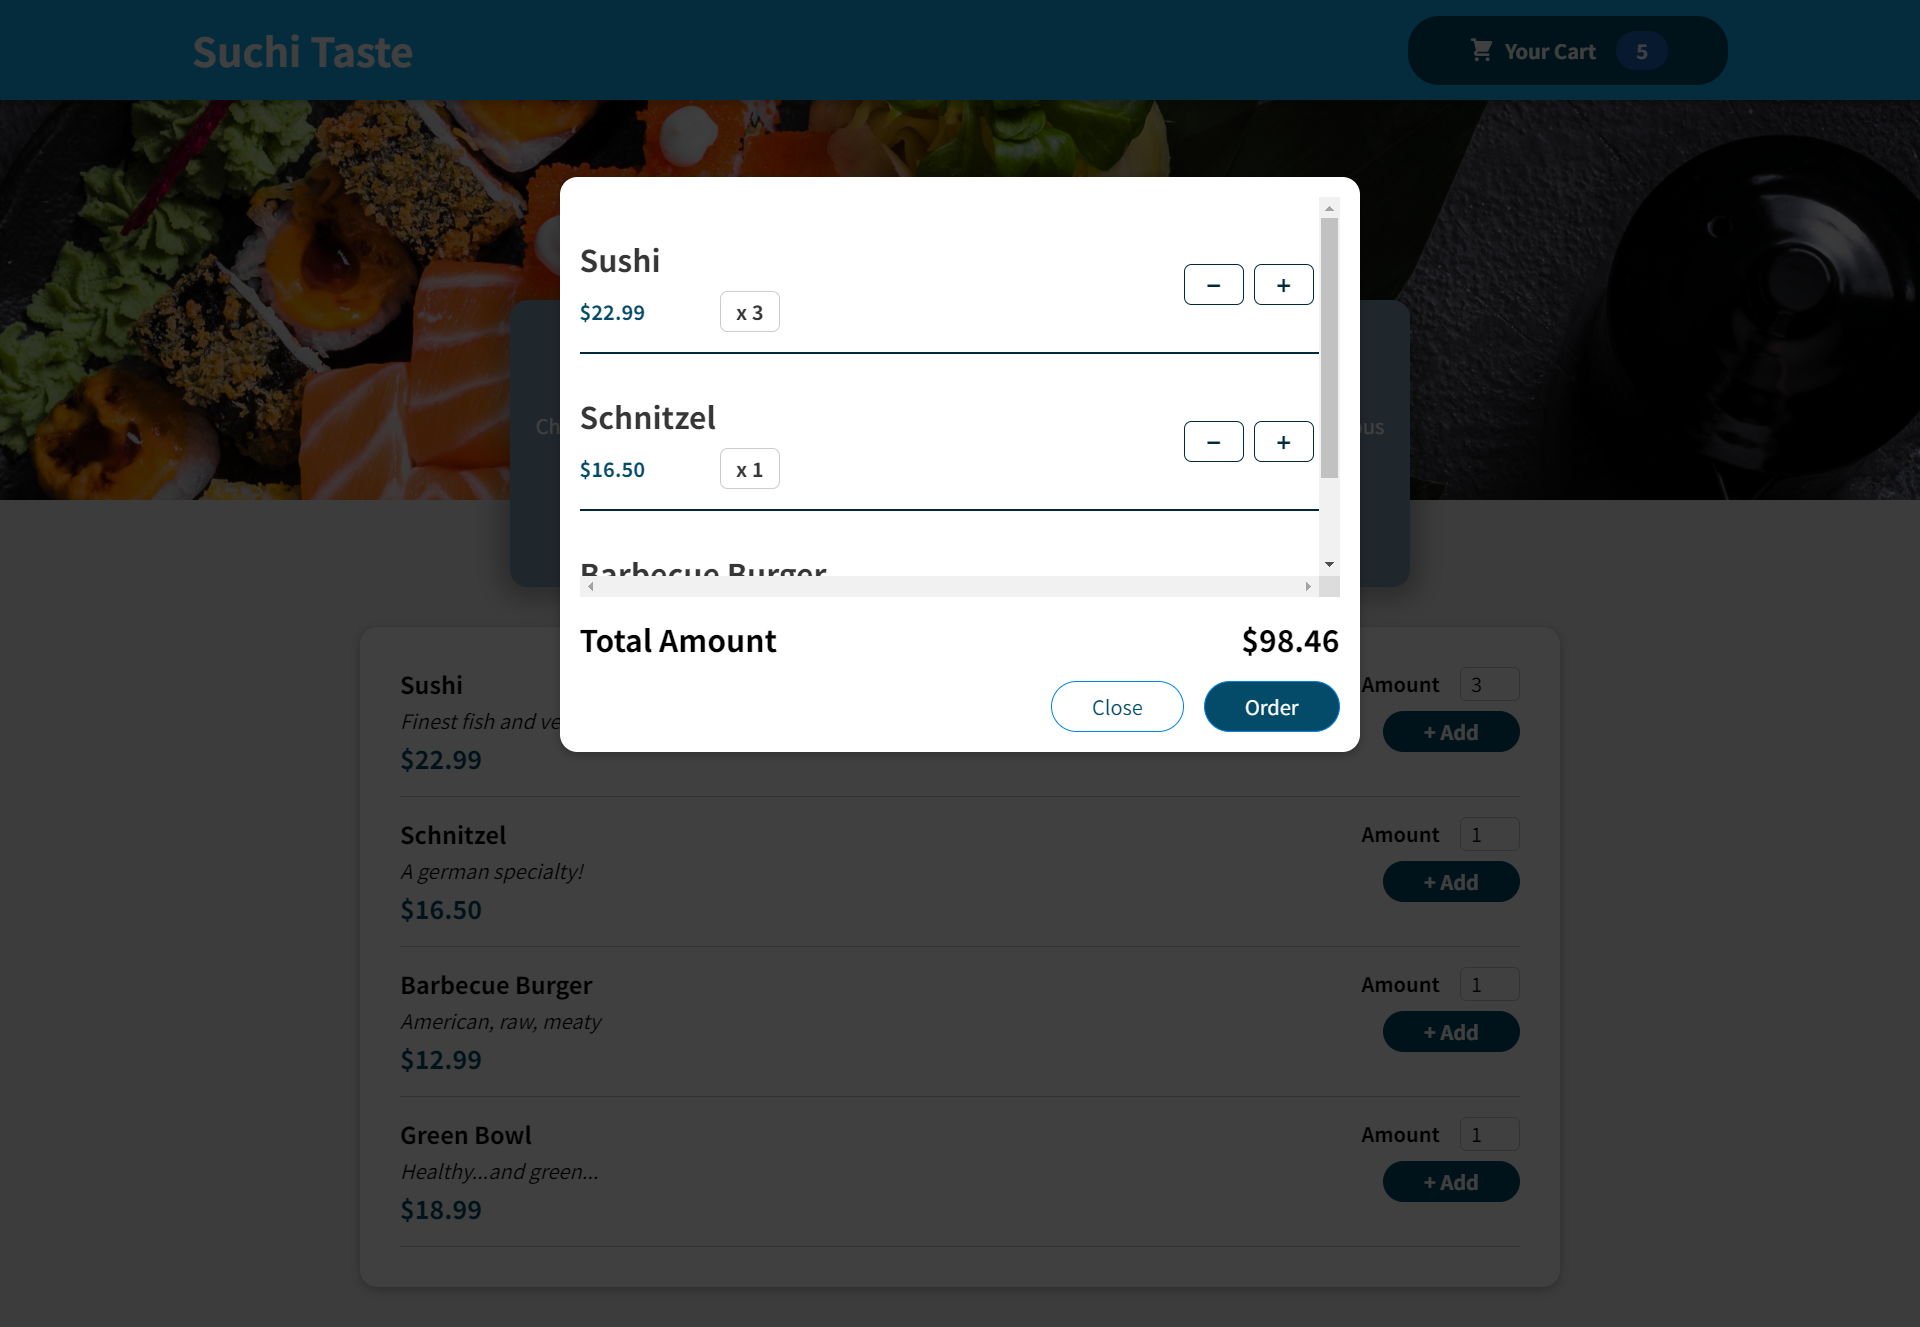 Suchi Taste
Your Cart 5
Sushi
$22.99 x 3
− +
Schnitzel
$16.50 x 1
− +
Barbecue Burger
Total Amount $98.46
Close Order
Sushi
Finest fish and
$22.99
Amount 3
+ Add
Schnitzel
A german specialty!
$16.50
Amount 1
+ Add
Barbecue Burger
American, raw, meaty
$12.99
Amount 1
+ Add
Green Bowl
Healthy...and green...
$18.99
Amount 1
+ Add